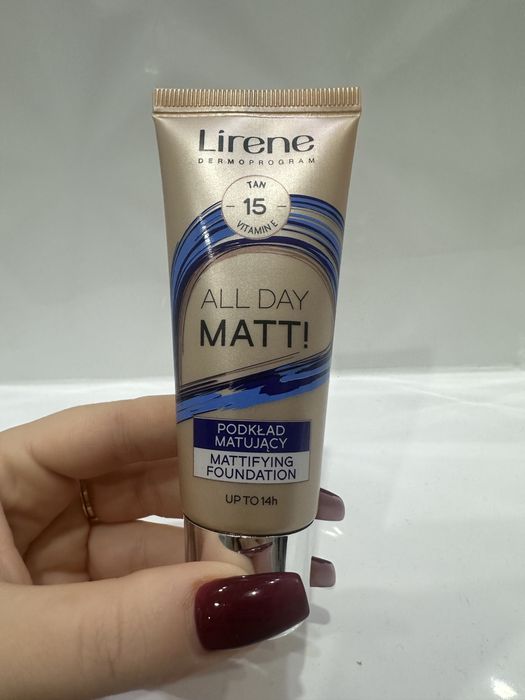 Lirene
DERMOPROGRAM
TAN
15
VITAMIN E
ALL DAY
MATT!
PODKŁAD
MATUJĄCY
MATTIFYING
FOUNDATION
UP TO 14h